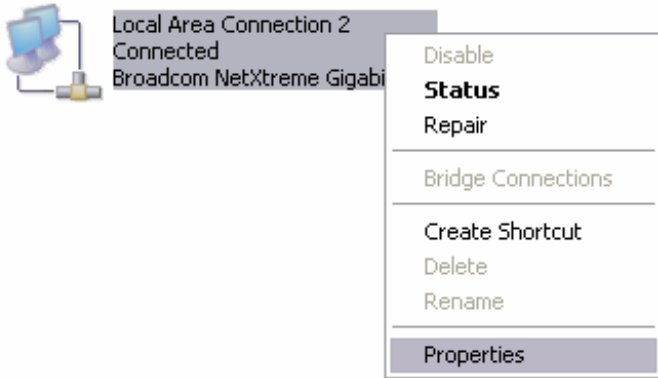 Local Area Connection 2
Connected
Broadcom NetXtreme Gigabi
Disable
Status
Repair
Bridge Connections
Create Shortcut
Delete
Rename
Properties